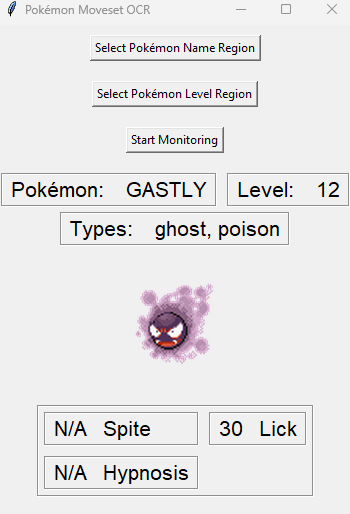 Pokémon Moveset OCR
Select Pokémon Name Region
Select Pokémon Level Region
Start Monitoring
Pokémon: GASTLY Level: 12
Types: ghost, poison
N/A Spite 30 Lick
N/A Hypnosis